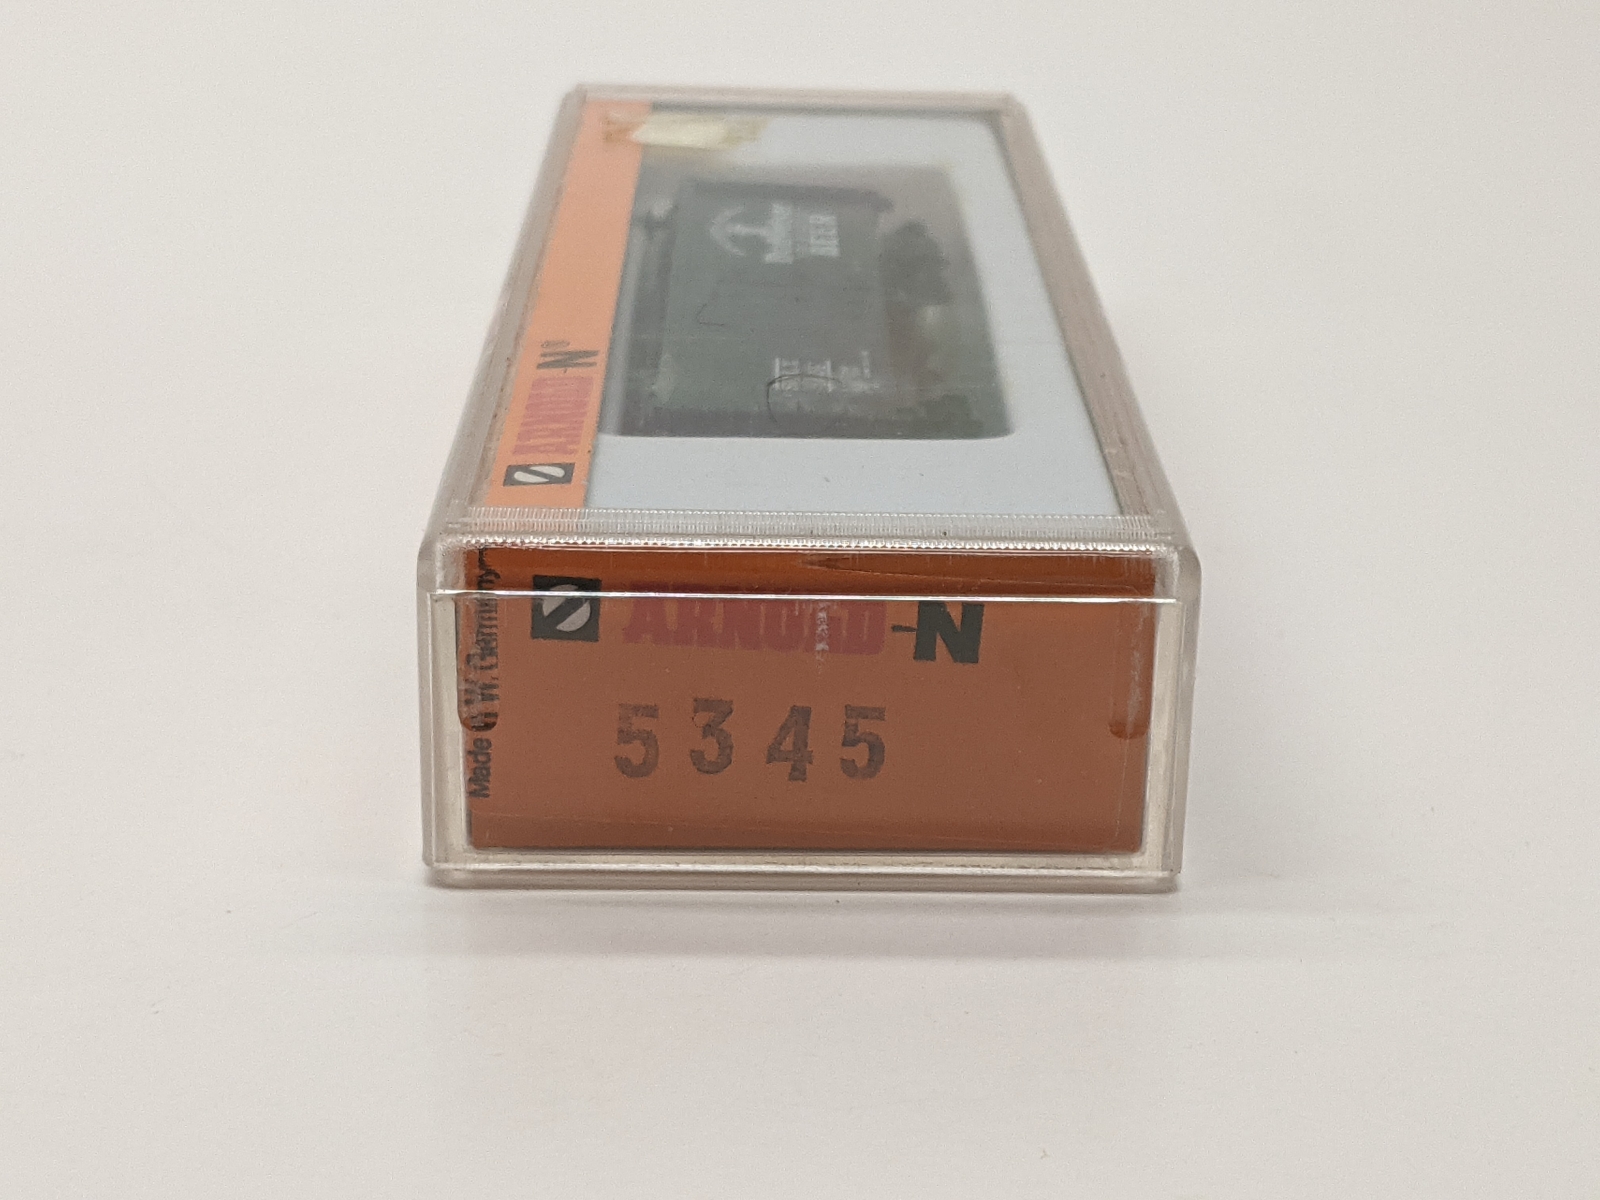 ARNOLD-N®
BEER
ARNOLD-N
5345
Made in W. Germany